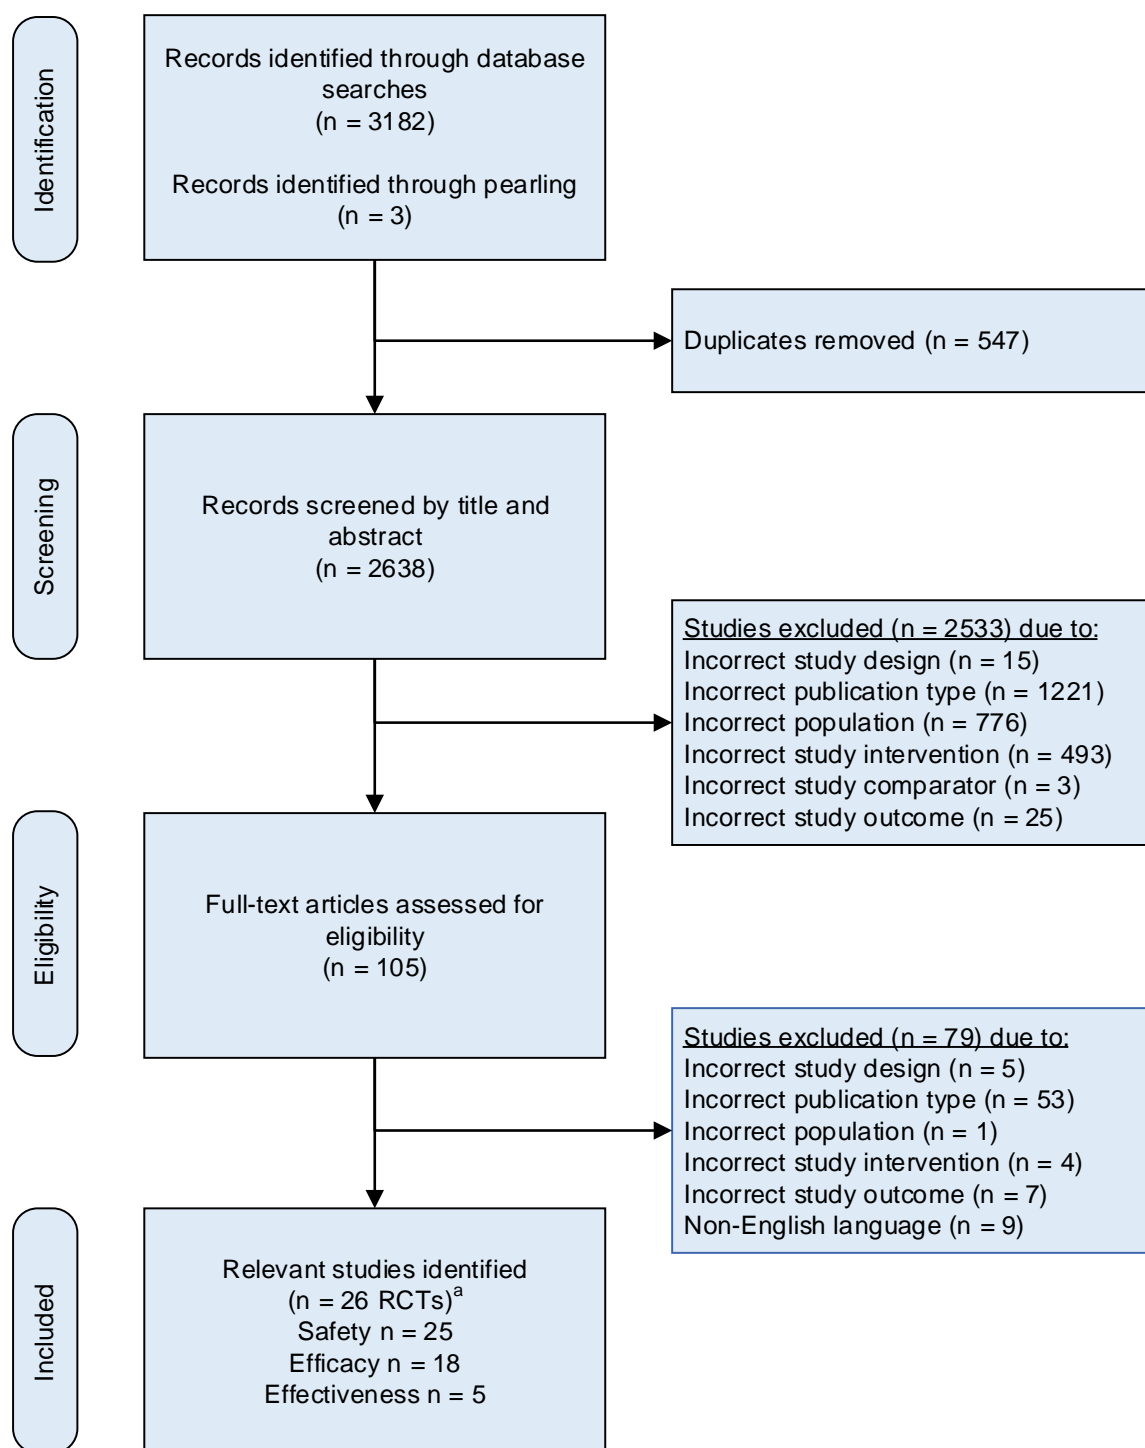 Identification
Records identified through database
searches
(n = 3182)
Records identified through pearling
(n = 3)
Duplicates removed (n = 547)
Screening
Records screened by title and
abstract
(n = 2638)
Studies excluded (n = 2533) due to:
Incorrect study design (n = 15)
Incorrect publication type (n = 1221)
Incorrect population (n = 776)
Incorrect study intervention (n = 493)
Incorrect study comparator (n = 3)
Incorrect study outcome (n = 25)
Eligibility
Full-text articles assessed for
eligibility
(n = 105)
Studies excluded (n = 79) due to:
Incorrect study design (n = 5)
Incorrect publication type (n = 53)
Incorrect population (n = 1)
Incorrect study intervention (n = 4)
Incorrect study outcome (n = 7)
Non-English language (n = 9)
Included
Relevant studies identified
(n = 26 RCTs)ᵃ
Safety n = 25
Efficacy n = 18
Effectiveness n = 5